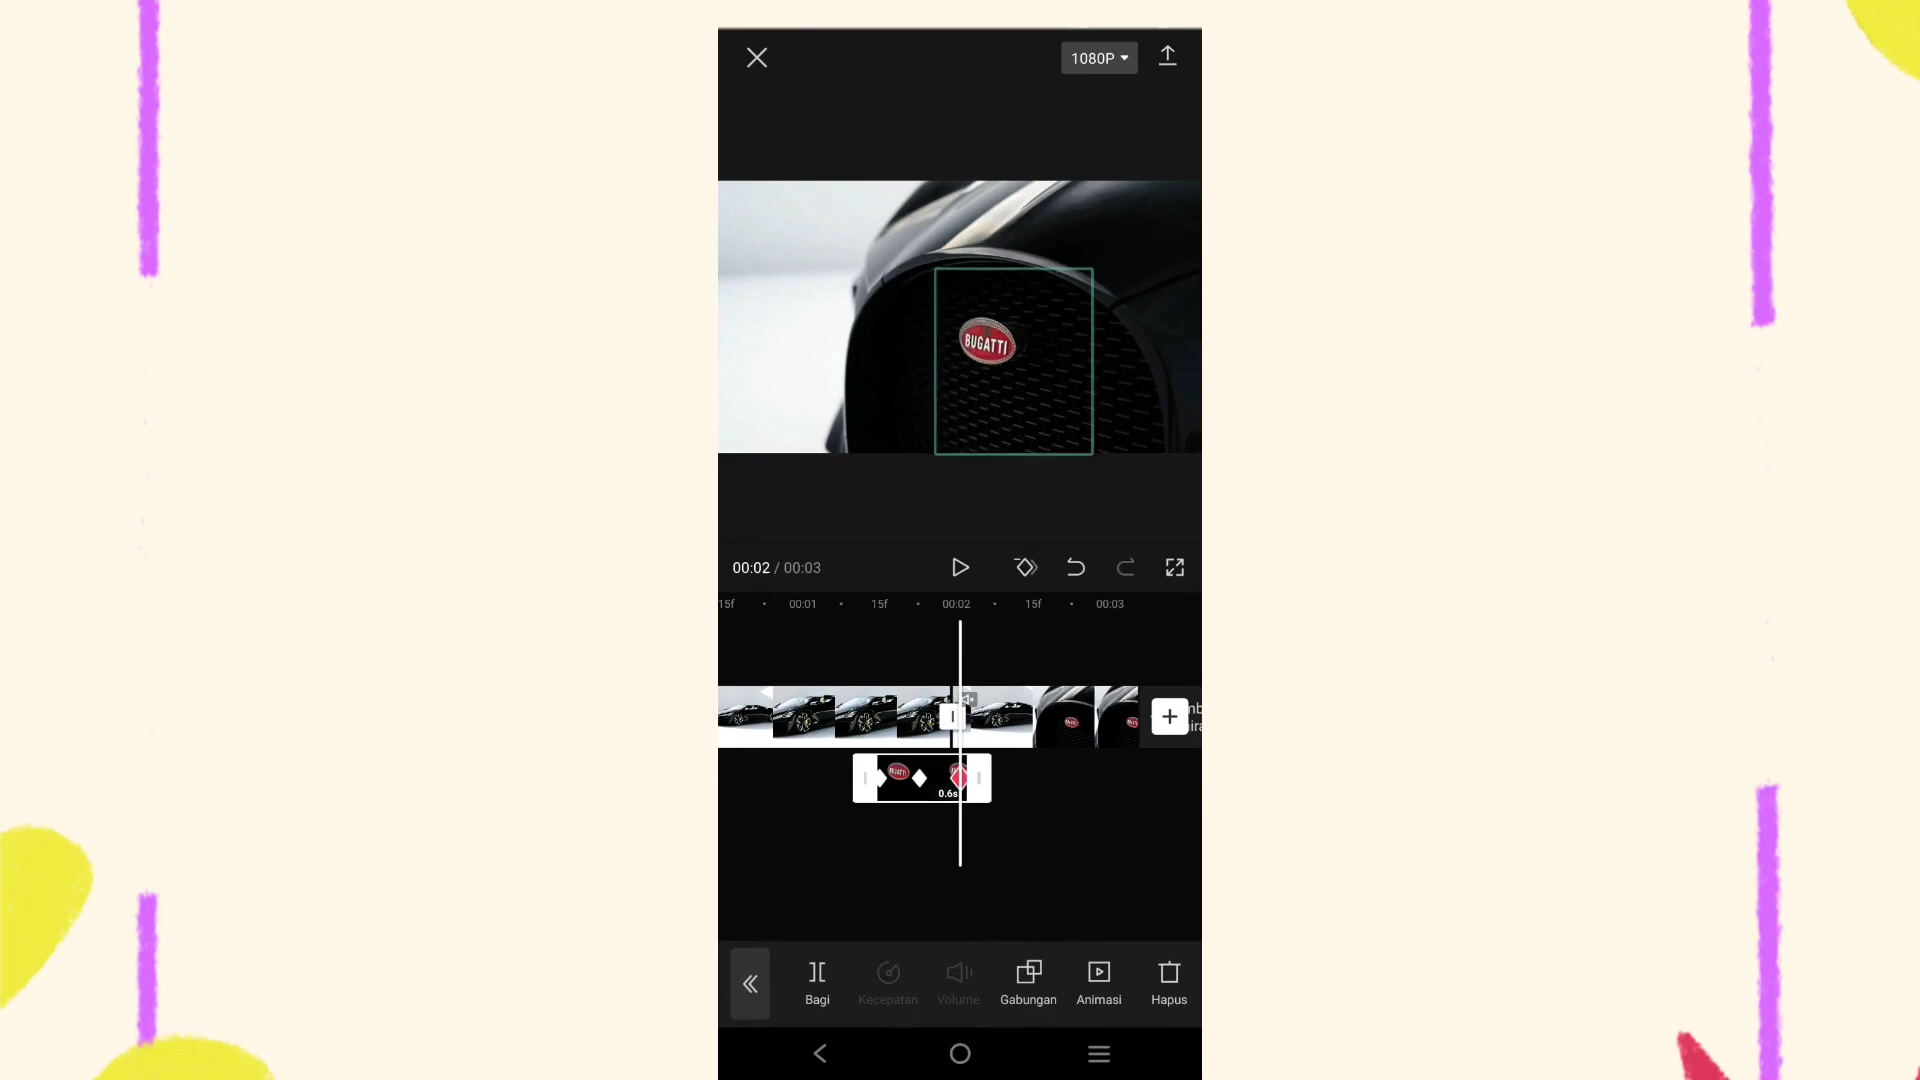 1080P
BUGATTI
00:02 / 00:03
15f 00:01 15f 00:02 15f 00:03
0.6s
Bagi Kecepatan Volume Gabungan Animasi Hapus